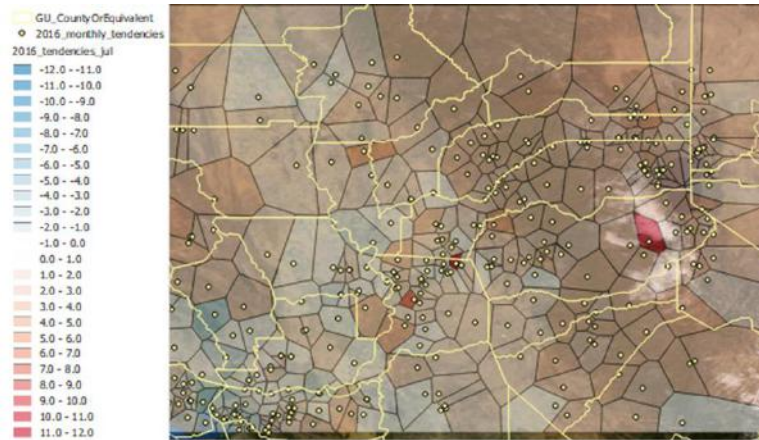 GU_CountyOrEquivalent
2016_monthly_tendencies
2016_tendencies_jul
-12.0 - -11.0
-11.0 - -10.0
-10.0 - -9.0
-9.0 - -8.0
-8.0 - -7.0
-7.0 - -6.0
-6.0 - -5.0
-5.0 - -4.0
-4.0 - -3.0
-3.0 - -2.0
-2.0 - -1.0
-1.0 - 0.0
0.0 - 1.0
1.0 - 2.0
2.0 - 3.0
3.0 - 4.0
4.0 - 5.0
5.0 - 6.0
6.0 - 7.0
7.0 - 8.0
8.0 - 9.0
9.0 - 10.0
10.0 - 11.0
11.0 - 12.0